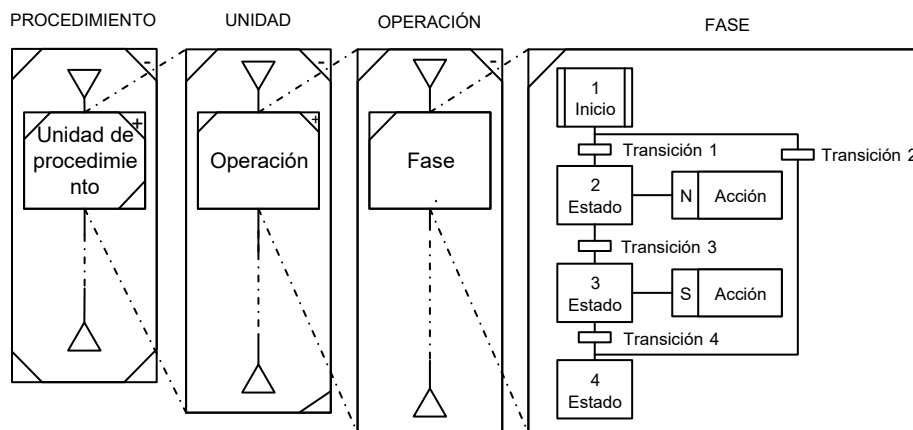 PROCEDIMIENTO
UNIDAD
OPERACIÓN
FASE
-
-
-
+
Unidad de
procedimie
nto
+
Operación
Fase
1
Inicio
Transición 1
Transición 2
2
Estado
N
Acción
Transición 3
3
Estado
S
Acción
Transición 4
4
Estado